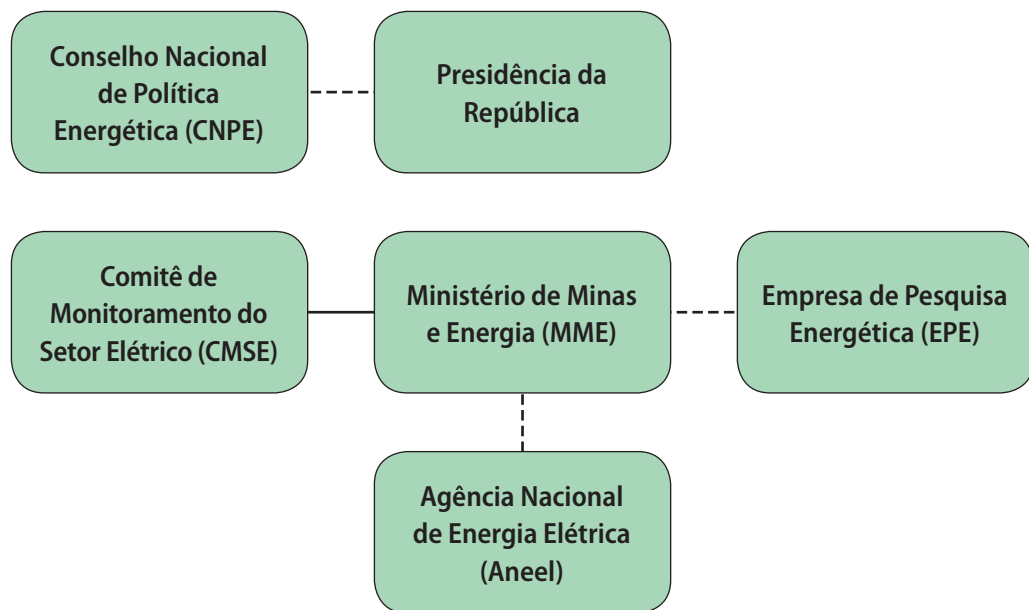 Conselho Nacional
de Política
Energética (CNPE)
Presidência da
República
Comitê de
Monitoramento do
Setor Elétrico (CMSE)
Ministério de Minas
e Energia (MME)
Empresa de Pesquisa
Energética (EPE)
Agência Nacional
de Energia Elétrica
(Aneel)